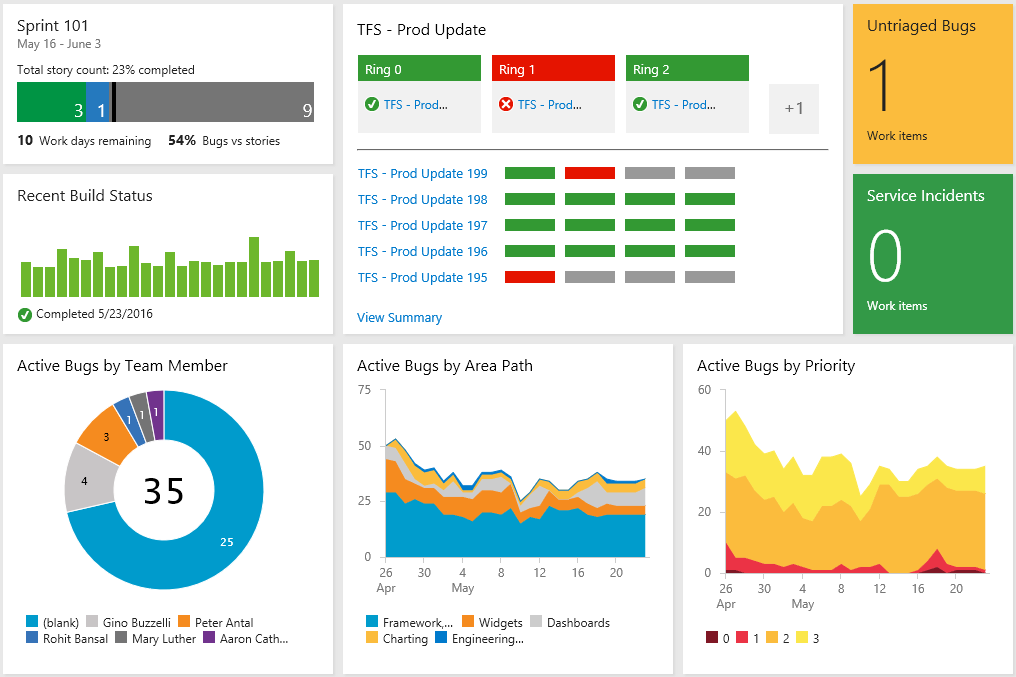 Sprint 101
May 16 - June 3
Total story count: 23% completed
3 1 9
10 Work days remaining 54% Bugs vs stories
TFS - Prod Update
Ring 0 Ring 1 Ring 2
TFS - Prod... TFS - Prod... TFS - Prod... +1
TFS - Prod Update 199
TFS - Prod Update 198
TFS - Prod Update 197
TFS - Prod Update 196
TFS - Prod Update 195
View Summary
Untriaged Bugs
1
Work items
Recent Build Status
Completed 5/23/2016
Service Incidents
0
Work items
Active Bugs by Team Member
1 1 1
3
4
35
25
(blank) Gino Buzzelli Peter Antal
Rohit Bansal Mary Luther Aaron Cath...
Active Bugs by Area Path
75
50
25
0
26 30 4 8 12 16 20
Apr May
Framework,... Widgets Dashboards
Charting Engineering...
Active Bugs by Priority
60
40
20
0
26 30 4 8 12 16 20
Apr May
0 1 2 3